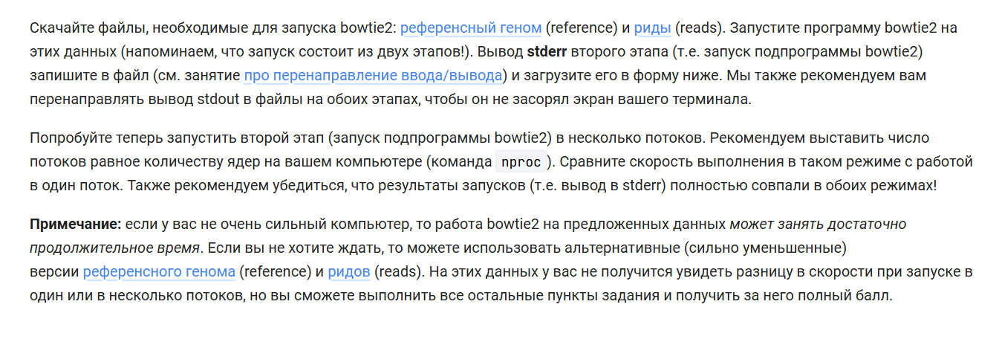 Скачайте файлы, необходимые для запуска bowtie2: референсный геном (reference) и риды (reads). Запустите программу bowtie2 на
этих данных (напоминаем, что запуск состоит из двух этапов!). Вывод stderr второго этапа (т.е. запуск подпрограммы bowtie2)
запишите в файл (см. занятие про перенаправление ввода/вывода) и загрузите его в форму ниже. Мы также рекомендуем вам
перенаправлять вывод stdout в файлы на обоих этапах, чтобы он не засорял экран вашего терминала.
Попробуйте теперь запустить второй этап (запуск подпрограммы bowtie2) в несколько потоков. Рекомендуем выставить число
потоков равное количеству ядер на вашем компьютере (команда nproc). Сравните скорость выполнения в таком режиме с работой
в один поток. Также рекомендуем убедиться, что результаты запусков (т.е. вывод в stderr) полностью совпали в обоих режимах!
Примечание: если у вас не очень сильный компьютер, то работа bowtie2 на предложенных данных может занять достаточно
продолжительное время. Если вы не хотите ждать, то можете использовать альтернативные (сильно уменьшенные)
версии референсного генома (reference) и ридов (reads). На этих данных у вас не получится увидеть разницу в скорости при запуске в
один или в несколько потоков, но вы сможете выполнить все остальные пункты задания и получить за него полный балл.